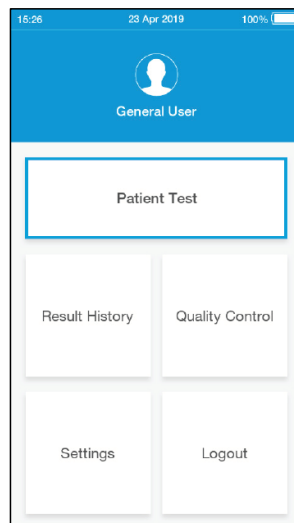 15:26 23 Apr 2019 100%
General User
Patient Test
Result History Quality Control
Settings Logout